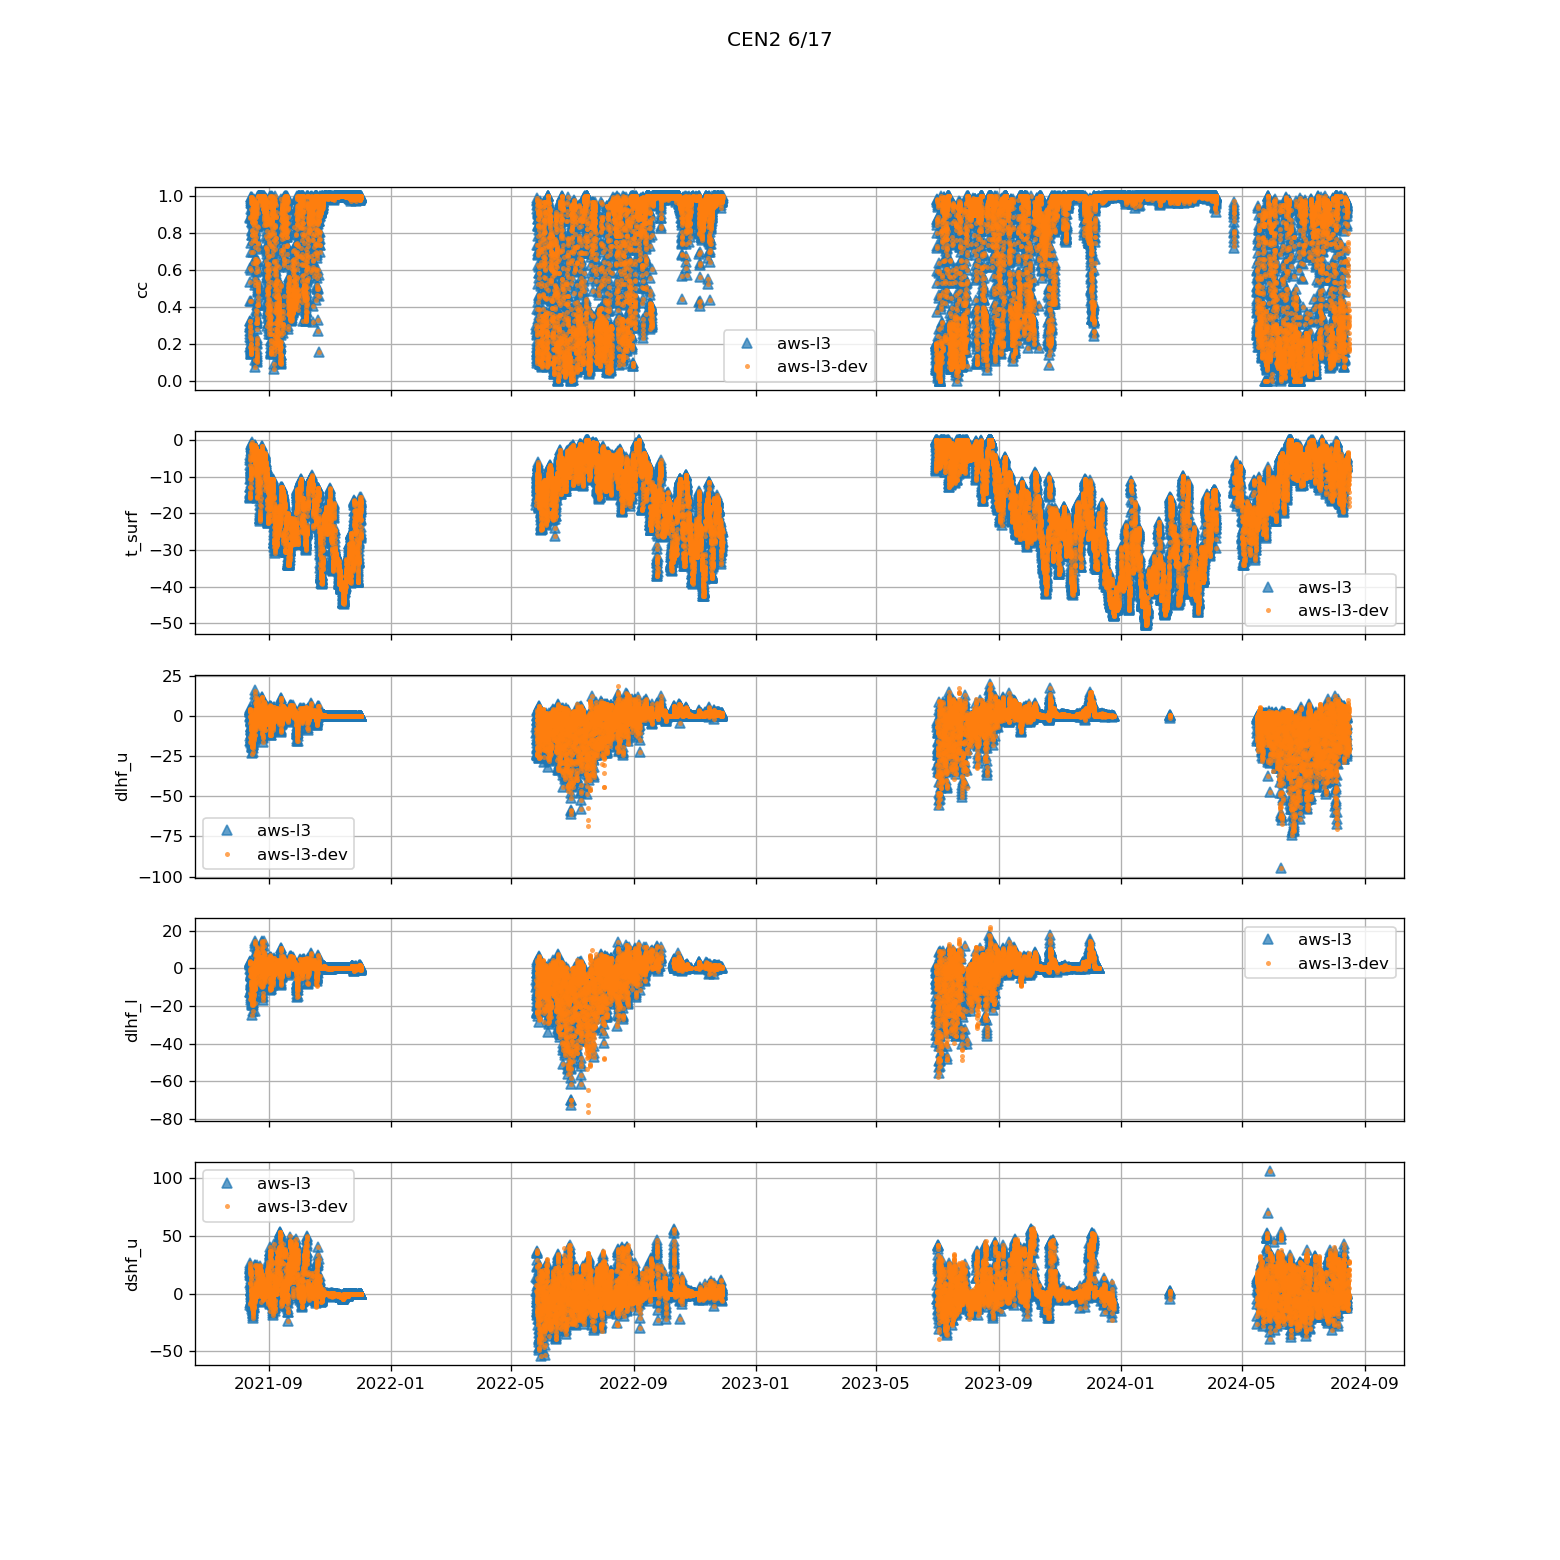 CEN2 6/17
1.0
0.8
0.6
0.4
0.2
0.0
cc
aws-l3
aws-l3-dev
0
−10
−20
−30
−40
−50
t_surf
aws-l3
aws-l3-dev
25
0
−25
−50
−75
−100
dlhf_u
aws-l3
aws-l3-dev
20
0
−20
−40
−60
−80
dlhf_l
aws-l3
aws-l3-dev
100
50
0
−50
dshf_u
aws-l3
aws-l3-dev
2021-09 2022-01 2022-05 2022-09 2023-01 2023-05 2023-09 2024-01 2024-05 2024-09